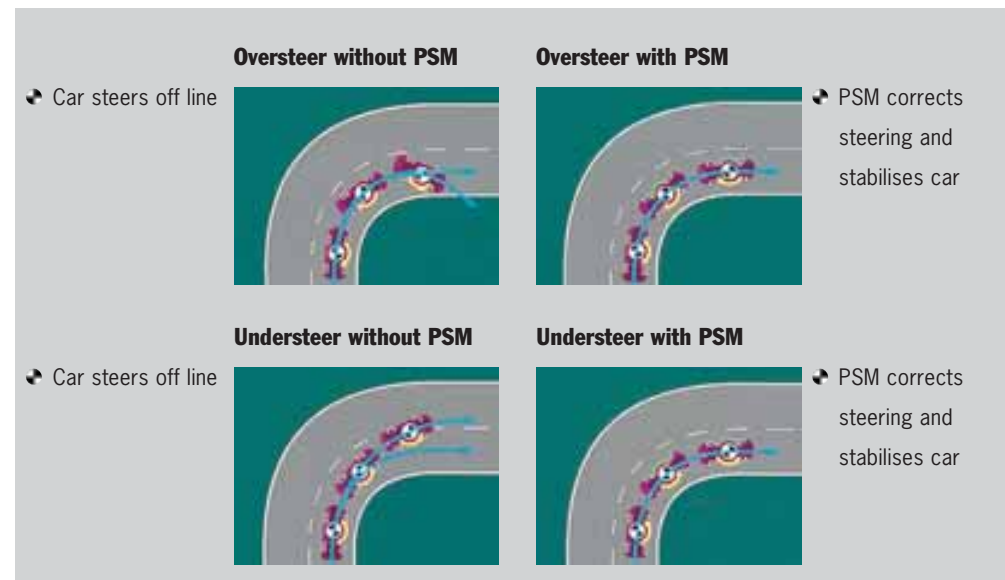 Oversteer without PSM
Oversteer with PSM
Car steers off line
PSM corrects
steering and
stabilises car
Understeer without PSM
Understeer with PSM
Car steers off line
PSM corrects
steering and
stabilises car